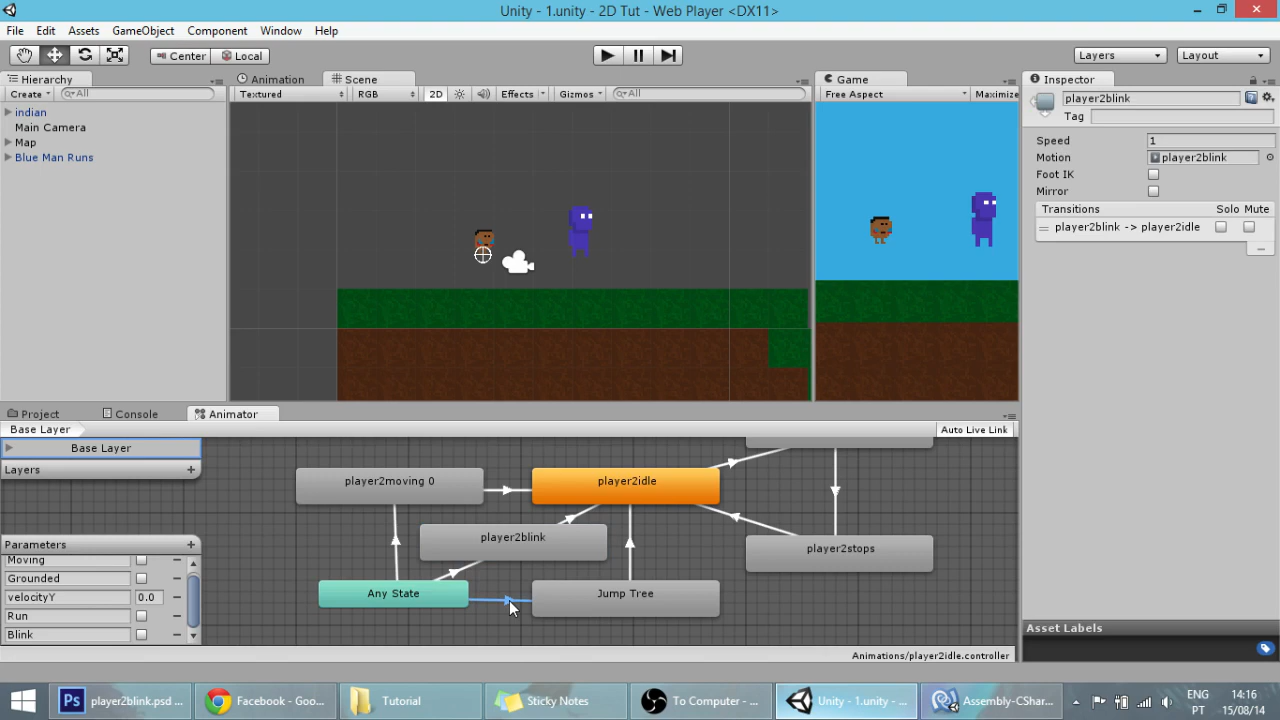 Unity - 1.unity - 2D Tut - Web Player <DX11>
File Edit Assets GameObject Component Window Help
Center Local Layers Layout
Hierarchy
Create All
indian
Main Camera
Map
Blue Man Runs
Animation Scene
Textured RGB 2D Effects Gizmos All
Game
Free Aspect Maximize
Inspector
player2blink
Tag
Speed 1
Motion player2blink
Foot IK
Mirror
Transitions Solo Mute
player2blink -> player2idle
Project Console Animator
Base Layer Auto Live Link
Base Layer
Layers
Parameters
Moving
Grounded
velocityY 0.0
Run
Blink
player2moving 0
player2idle
player2blink
player2stops
Any State
Jump Tree
Animations/player2idle.controller
Asset Labels
Ps player2blink.psd ...
Facebook - Goo...
Tutorial
Sticky Notes
To Computer - ...
Unity - 1.unity - ...
Assembly-CShar...
ENG 14:16
PT 15/08/14